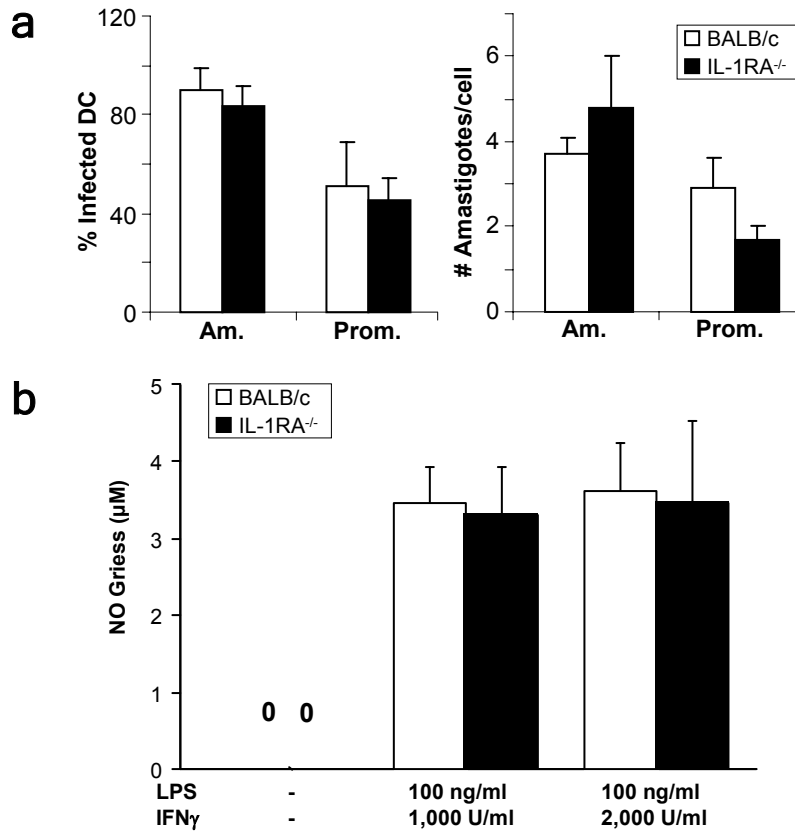 a
% Infected DC
120
80
40
0
Am.
Prom.
# Amastigotes/cell
6
4
2
0
Am.
Prom.
BALB/c
IL-1RA-/-
b
BALB/c
IL-1RA-/-
NO Griess (µM)
5
4
3
2
1
0
0 0
LPS - 100 ng/ml 100 ng/ml
IFNγ - 1,000 U/ml 2,000 U/ml